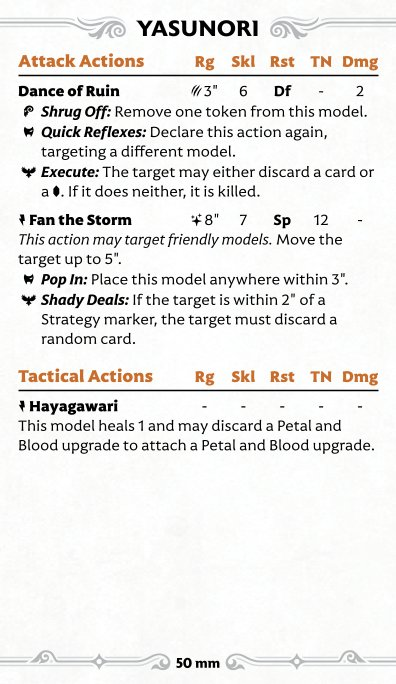 YASUNORI
Attack Actions Rg Skl Rst TN Dmg
Dance of Ruin 3" 6 Df - 2
Shrug Off: Remove one token from this model.
Quick Reflexes: Declare this action again,
targeting a different model.
Execute: The target may either discard a card or
a . If it does neither, it is killed.
Fan the Storm 8" 7 Sp 12 -
This action may target friendly models. Move the
target up to 5".
Pop In: Place this model anywhere within 3".
Shady Deals: If the target is within 2" of a
Strategy marker, the target must discard a
random card.
Tactical Actions Rg Skl Rst TN Dmg
Hayagawari - - - - -
This model heals 1 and may discard a Petal and
Blood upgrade to attach a Petal and Blood upgrade.
50 mm